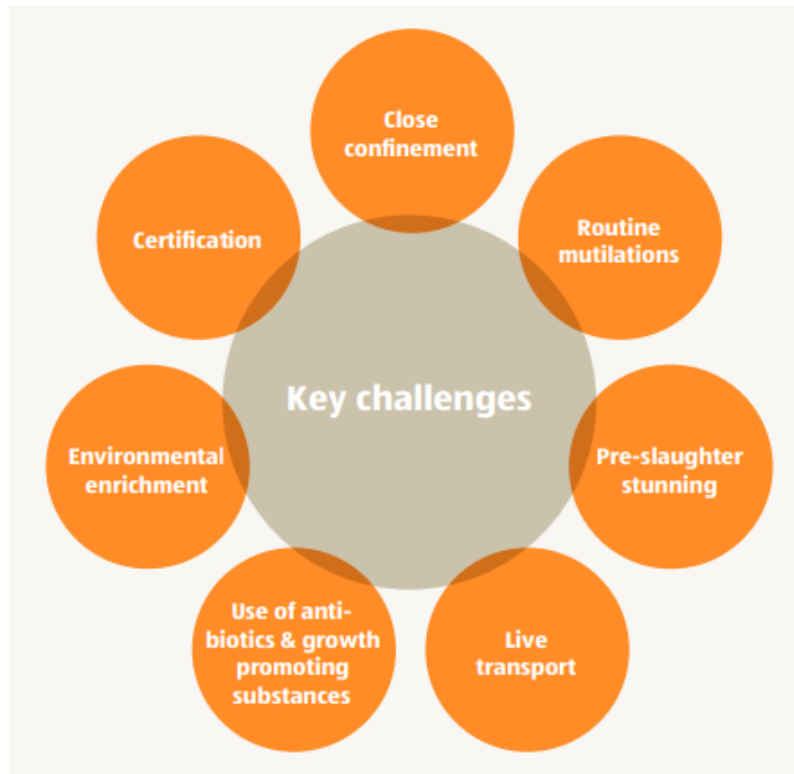 Close
confinement
Certification
Routine
mutilations
Key challenges
Environmental
enrichment
Pre-slaughter
stunning
Use of anti-
biotics & growth
promoting
substances
Live
transport